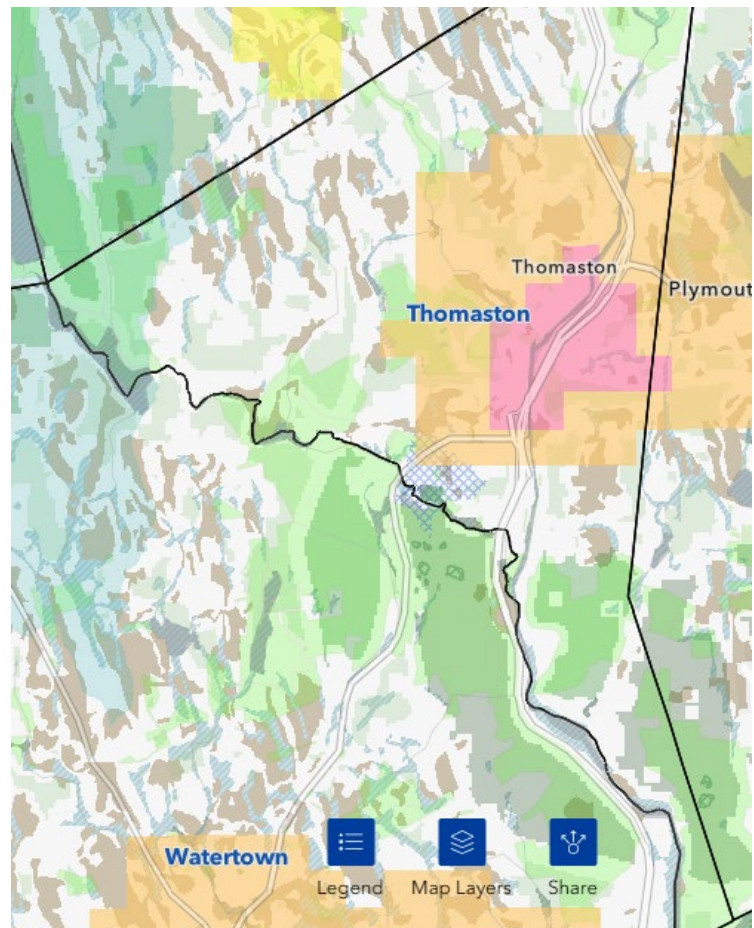 Thomaston
Plymout
Thomaston
Watertown
Legend
Map Layers
Share